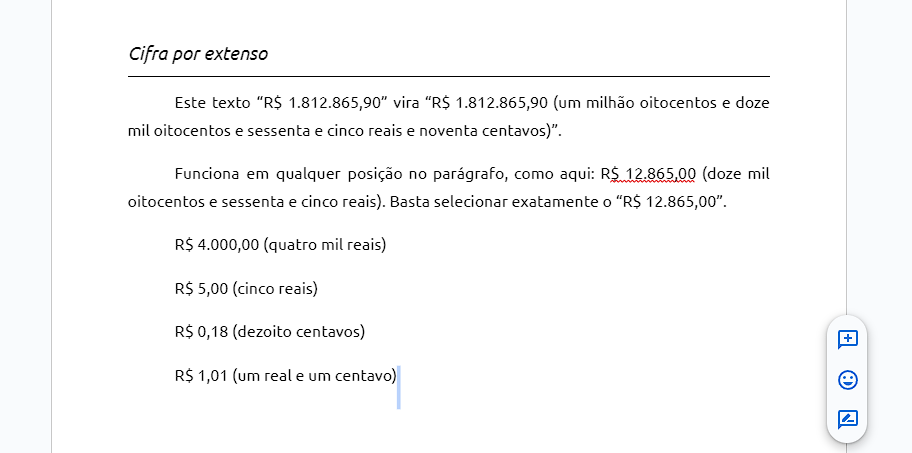 Cifra por extenso
Este texto “R$ 1.812.865,90” vira “R$ 1.812.865,90 (um milhão oitocentos e doze
mil oitocentos e sessenta e cinco reais e noventa centavos)”.
Funciona em qualquer posição no parágrafo, como aqui: R$ 12.865,00 (doze mil
oitocentos e sessenta e cinco reais). Basta selecionar exatamente o “R$ 12.865,00”.
R$ 4.000,00 (quatro mil reais)
R$ 5,00 (cinco reais)
R$ 0,18 (dezoito centavos)
R$ 1,01 (um real e um centavo)